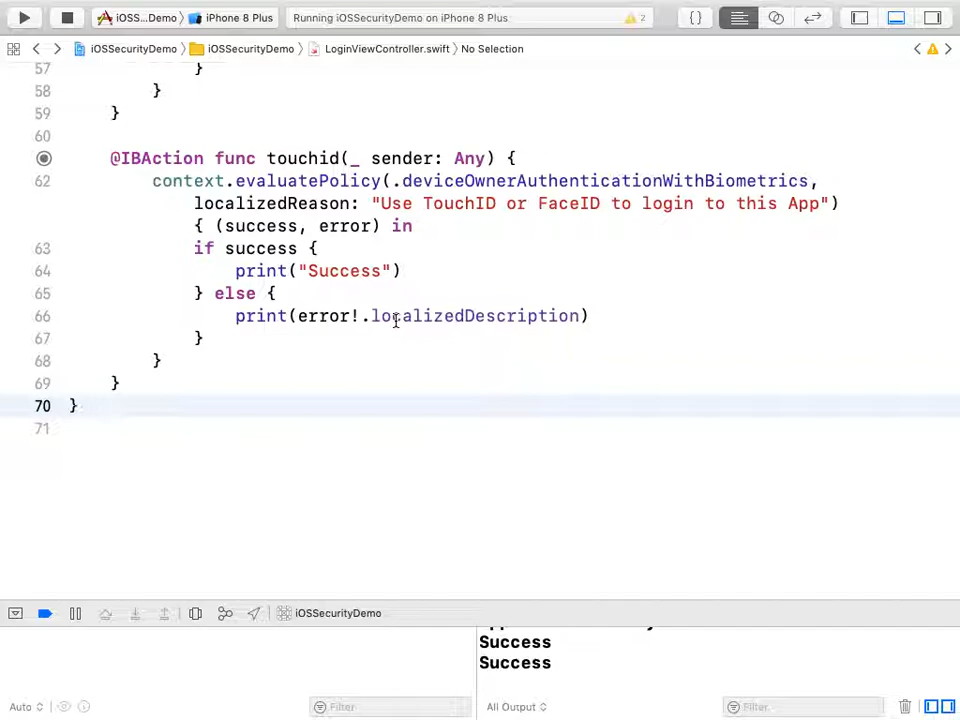 iOSS...Demo 〉 iPhone 8 Plus
Running iOSSecurityDemo on iPhone 8 Plus
2
iOSSecurityDemo 〉 iOSSecurityDemo 〉 LoginViewController.swift 〉 No Selection
57 }
58 }
59 }
60
@IBAction func touchid(_ sender: Any) {
62 context.evaluatePolicy(.deviceOwnerAuthenticationWithBiometrics,
localizedReason: "Use TouchID or FaceID to login to this App")
{ (success, error) in
63 if success {
64 print("Success")
65 } else {
66 print(error!.localizedDescription)
67 }
68 }
69 }
70 }
71
iOSSecurityDemo
Success
Success
Auto
Filter
All Output
Filter